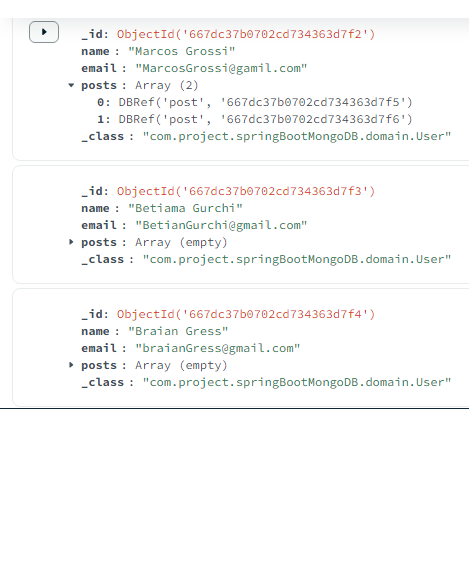 _id: ObjectId('667dc37b0702cd734363d7f2')
name : "Marcos Grossi"
email : "MarcosGrossi@gamil.com"
posts : Array (2)
0: DBRef('post', '667dc37b0702cd734363d7f5')
1: DBRef('post', '667dc37b0702cd734363d7f6')
_class : "com.project.springBootMongoDB.domain.User"
_id: ObjectId('667dc37b0702cd734363d7f3')
name : "Betiama Gurchi"
email : "BetianGurchi@gmail.com"
posts : Array (empty)
_class : "com.project.springBootMongoDB.domain.User"
_id: ObjectId('667dc37b0702cd734363d7f4')
name : "Braian Gress"
email : "braianGress@gmail.com"
posts : Array (empty)
_class : "com.project.springBootMongoDB.domain.User"